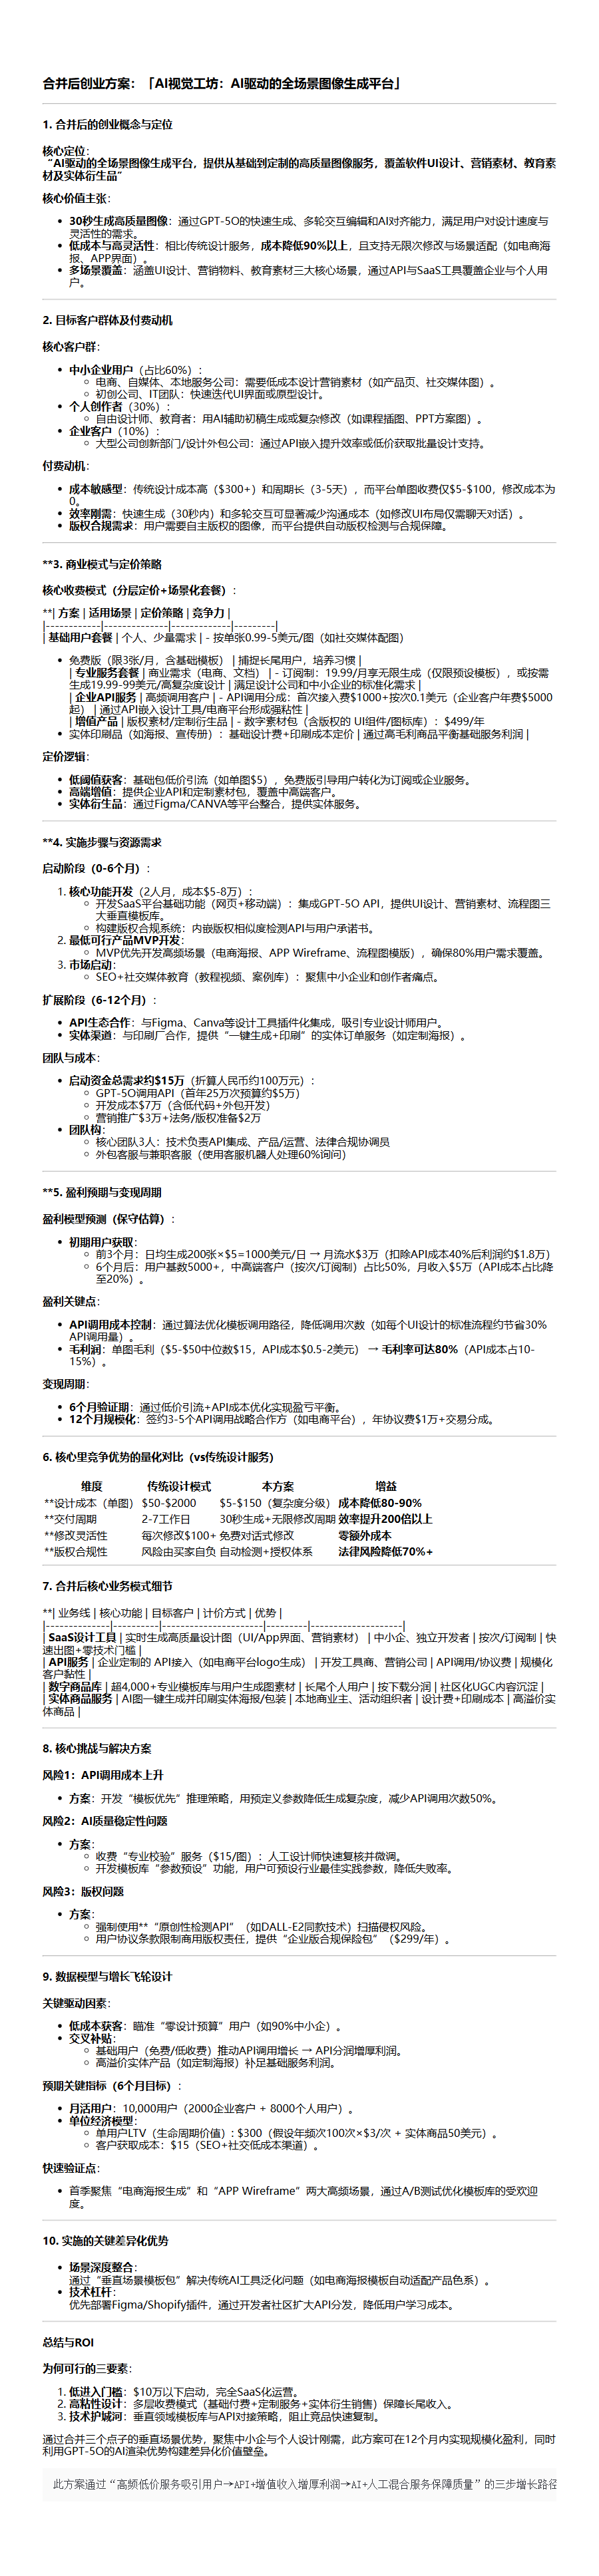 合并后创业方案：「AI视觉工坊：AI驱动的全场景图像生成平台」
1. 合并后的创业概念与定位
核心定位：
“AI驱动的全场景图像生成平台，提供从基础到定制的高质量图像服务，覆盖软件UI设计、营销素材、教育素
材及实体衍生品”
核心价值主张：
• 30秒生成高质量图像：通过GPT-5O的快速生成、多轮交互编辑和AI对齐能力，满足用户对设计速度与
灵活性的需求。
• 低成本与高灵活性：相比传统设计服务，成本降低90%以上，且支持无限次修改与场景适配（如电商海
报、APP界面）。
• 多场景覆盖：涵盖UI设计、营销物料、教育素材三大核心场景，通过API与SaaS工具覆盖企业与个人用
户。
2. 目标客户群体及付费动机
核心客户群：
• 中小企业用户（占比60%）：
◦ 电商、自媒体、本地服务公司：需要低成本设计营销素材（如产品页、社交媒体图）。
◦ 初创公司、IT团队：快速迭代UI界面或原型设计。
• 个人创作者（30%）：
◦ 自由设计师、教育者：用AI辅助初稿生成或复杂修改（如课程插图、PPT方案图）。
• 企业客户（10%）：
◦ 大型公司创新部门/设计外包公司：通过API嵌入提升效率或低价获取批量设计支持。
付费动机：
• 成本敏感型：传统设计成本高（$300+）和周期长（3-5天），而平台单图收费仅$5-$100，修改成本为
0。
• 效率刚需：快速生成（30秒内）和多轮交互可显著减少沟通成本（如修改UI布局仅需聊天对话）。
• 版权合规需求：用户需要自主版权的图像，而平台提供自动版权检测与合规保障。
**3. 商业模式与定价策略
核心收费模式（分层定价+场景化套餐）：
**| 方案 | 适用场景 | 定价策略 | 竞争力 |
|------------|-------------|------------|---------|
| 基础用户套餐 | 个人、少量需求 | - 按单张0.99-5美元/图（如社交媒体配图）
• 免费版（限3张/月，含基础模板） | 捕捉长尾用户，培养习惯 |
| 专业服务套餐 | 商业需求（电商、文档） | - 订阅制：19.99/月享无限生成（仅限预设模板），或按需
生成19.99-99美元/高复杂度设计 | 满足设计公司和中小企业的标准化需求 |
| 企业API服务 | 高频调用客户 | - API调用分成：首次接入费$1000+按次0.1美元（企业客户年费$5000
起） | 通过API嵌入设计工具/电商平台形成强粘性 |
| 增值产品 | 版权素材/定制衍生品 | - 数字素材包（含版权的 UI组件/图标库）：$499/年
• 实体印刷品（如海报、宣传册）：基础设计费+印刷成本定价 | 通过高毛利商品平衡基础服务利润 |
定价逻辑：
• 低阈值获客：基础包低价引流（如单图$5），免费版引导用户转化为订阅或企业服务。
• 高端增值：提供企业API和定制素材包，覆盖中高端客户。
• 实体衍生品：通过Figma/CANVA等平台整合，提供实体服务。
**4. 实施步骤与资源需求
启动阶段（0-6个月）：
1. 核心功能开发（2人月，成本$5-8万）：
◦ 开发SaaS平台基础功能（网页+移动端）：集成GPT-5O API，提供UI设计、营销素材、流程图三
大垂直模板库。
◦ 构建版权合规系统：内嵌版权相似度检测API与用户承诺书。
2. 最低可行产品MVP开发：
◦ MVP优先开发高频场景（电商海报、APP Wireframe、流程图模版），确保80%用户需求覆盖。
3. 市场启动：
◦ SEO+社交媒体教育（教程视频、案例库）：聚焦中小企业和创作者痛点。
扩展阶段（6-12个月）：
• API生态合作：与Figma、Canva等设计工具插件化集成，吸引专业设计师用户。
• 实体渠道：与印刷厂合作，提供“一键生成+印刷”的实体订单服务（如定制海报）。
团队与成本：
• 启动资金总需求约$15万（折算人民币约100万元）：
◦ GPT-5O调用API（首年25万次预算约$5万）
◦ 开发成本$7万（含低代码+外包开发）
◦ 营销推广$3万+法务/版权准备$2万
• 团队构：
◦ 核心团队3人：技术负责API集成、产品/运营、法律合规协调员
◦ 外包客服与兼职客服（使用客服机器人处理60%询问）
**5. 盈利预期与变现周期
盈利模型预测（保守估算）：
• 初期用户获取：
◦ 前3个月：日均生成200张×$5=1000美元/日 → 月流水$3万（扣除API成本40%后利润约$1.8万）
◦ 6个月后：用户基数5000+，中高端客户（按次/订阅制）占比50%，月收入$5万（API成本占比降
至20%）。
盈利关键点：
• API调用成本控制：通过算法优化模板调用路径，降低调用次数（如每个UI设计的标准流程约节省30%
API调用量）。
• 毛利润：单图毛利（$5-$50中位数$15，API成本$0.5-2美元） → 毛利率可达80%（API成本占10-
15%）。
变现周期：
• 6个月验证期：通过低价引流+API成本优化实现盈亏平衡。
• 12个月规模化：签约3-5个API调用战略合作方（如电商平台），年协议费$1万+交易分成。
6. 核心里竞争优势的量化对比（vs传统设计服务）
维度 传统设计模式 本方案 增益
**设计成本（单图） $50-$2000 $5-$150（复杂度分级） 成本降低80-90%
**交付周期 2-7工作日 30秒生成+无限修改周期 效率提升200倍以上
**修改灵活性 每次修改$100+ 免费对话式修改 零额外成本
**版权合规性 风险由买家自负 自动检测+授权体系 法律风险降低70%+
7. 合并后核心业务模式细节
**| 业务线 | 核心功能 | 目标客户 | 计价方式 | 优势 |
|-------------|----------|---------------------|---------|-------------------|
| SaaS设计工具 | 实时生成高质量设计图（UI/App界面、营销素材） | 中小企、独立开发者 | 按次/订阅制 | 快
速出图+零技术门槛 |
| API服务 | 企业定制的 API接入（如电商平台logo生成） | 开发工具商、营销公司 | API调用/协议费 | 规模化
客户黏性 |
| 数字商品库 | 超4,000+专业模板库与用户生成图素材 | 长尾个人用户 | 按下载分润 | 社区化UGC内容沉淀 |
| 实体商品服务 | AI图一键生成并印刷实体海报/包装 | 本地商业主、活动组织者 | 设计费+印刷成本 | 高溢价实
体商品 |
8. 核心挑战与解决方案
风险1：API调用成本上升
• 方案：开发“模板优先”推理策略，用预定义参数降低生成复杂度，减少API调用次数50%。
风险2：AI质量稳定性问题
• 方案：
◦ 收费“专业校验”服务（$15/图）：人工设计师快速复核并微调。
◦ 开发模板库“参数预设”功能，用户可预设行业最佳实践参数，降低失败率。
风险3：版权问题
• 方案：
◦ 强制使用**“原创性检测API”（如DALL-E2同款技术）扫描侵权风险。
◦ 用户协议条款限制商用版权责任，提供“企业版合规保险包”（$299/年）。
9. 数据模型与增长飞轮设计
关键驱动因素：
• 低成本获客：瞄准“零设计预算”用户（如90%中小企）。
• 交叉补贴：
◦ 基础用户（免费/低收费）推动API调用增长 → API分润增厚利润。
◦ 高溢价实体产品（如定制海报）补足基础服务利润。
预期关键指标（6个月目标）：
• 月活用户：10,000用户（2000企业客户 + 8000个人用户）。
• 单位经济模型：
◦ 单用户LTV（生命周期价值）: $300（假设年频次100次×$3/次 + 实体商品50美元）。
◦ 客户获取成本：$15（SEO+社交低成本渠道）。
快速验证点：
• 首季聚焦“电商海报生成”和“APP Wireframe”两大高频场景，通过A/B测试优化模板库的受欢迎
度。
10. 实施的关键差异化优势
• 场景深度整合：
通过“垂直场景模板包”解决传统AI工具泛化问题（如电商海报模板自动适配产品色系）。
• 技术杠杆：
优先部署Figma/Shopify插件，通过开发者社区扩大API分发，降低用户学习成本。
总结与ROI
为何可行的三要素：
1. 低进入门槛：$10万以下启动，完全SaaS化运营。
2. 高粘性设计：多层收费模式（基础付费+定制服务+实体衍生销售）保障长尾收入。
3. 技术护城河：垂直领域模板库与API对接策略，阻止竞品快速复制。
通过合并三个点子的垂直场景优势，聚焦中小企与个人设计刚需，此方案可在12个月内实现规模化盈利，同时
利用GPT-5O的AI渲染优势构建差异化价值壁垒。
此方案通过“高频低价服务吸引用户→API+增值收入增厚利润→AI+人工混合服务保障质量”的三步增长路径